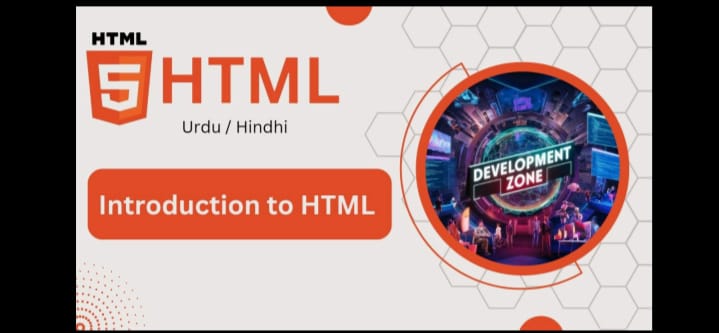 HTML
5
HTML
Urdu / Hindhi
Introduction to HTML
DEVELOPMENT
ZONE